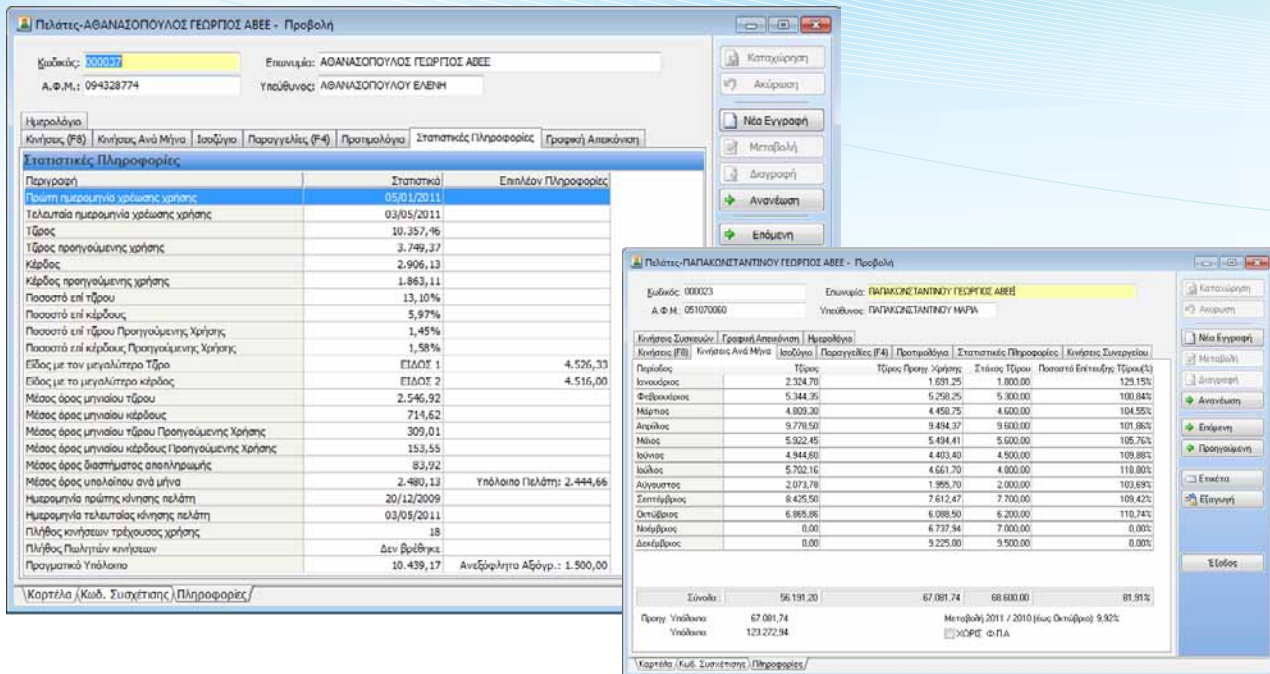 Πελάτες-ΑΘΑΝΑΣΟΠΟΥΛΟΣ ΓΕΩΡΓΙΟΣ ΑΒΕΕ - Προβολή
Κωδικός: 000037 Επωνυμία: ΑΘΑΝΑΣΟΠΟΥΛΟΣ ΓΕΩΡΓΙΟΣ ΑΒΕΕ
Α.Φ.Μ.: 094328774 Υπεύθυνος: ΑΘΑΝΑΣΟΠΟΥΛΟΥ ΕΛΕΝΗ
Ημερολόγιο
Κινήσεις (F8) Κινήσεις Ανά Μήνα Ισοζύγιο Παραγγελίες (F4) Προτιμολόγιο Στατιστικές Πληροφορίες Γραφική Απεικόνιση
Στατιστικές Πληροφορίες
Περιγραφή Στατιστικά Επιπλέον Πληροφορίες
Πρώτη ημερομηνία χρέωσης χρήσης 05/01/2011
Τελευταία ημερομηνία χρέωσης χρήσης 03/05/2011
Τζίρος 10.357,46
Τζίρος προηγούμενης χρήσης 3.749,37
Κέρδος 2.906,13
Κέρδος προηγούμενης χρήσης 1.863,11
Ποσοστό επί τζίρου 13,10%
Ποσοστό επί κέρδους 5,97%
Ποσοστό επί τζίρου Προηγούμενης Χρήσης 1,45%
Ποσοστό επί κέρδους Προηγούμενης Χρήσης 1,58%
Είδος με τον μεγαλύτερο Τζίρο ΕΙΔΟΣ 1 4.526,33
Είδος με το μεγαλύτερο κέρδος ΕΙΔΟΣ 2 4.516,00
Μέσος όρος μηνιαίου τζίρου 2.546,92
Μέσος όρος μηνιαίου κέρδους 714,62
Μέσος όρος μηνιαίου τζίρου Προηγούμενης Χρήσης 309,01
Μέσος όρος μηνιαίου κέρδους Προηγούμενης Χρήσης 153,55
Μέσος όρος διαστήματος αποπληρωμής 83,92
Μέσος όρος υπολοίπου ανά μήνα 2.480,13 Υπόλοιπο Πελάτη: 2.444,66
Ημερομηνία πρώτης κίνησης πελάτη 20/12/2009
Ημερομηνία τελευταίας κίνησης πελάτη 03/05/2011
Πλήθος κινήσεων τρέχουσας χρήσης 18
Πλήθος Πωλητών κινήσεων Δεν βρέθηκε
Πραγματικό Υπόλοιπο 10.439,17 Ανεξόφλητα Αξιόγρ.: 1.500,00
Καρτέλα Κωδ. Συσχέτισης Πληροφορίες
Καταχώρηση
Ακύρωση
Νέα Εγγραφή
Μεταβολή
Διαγραφή
Ανανέωση
Επόμενη
Πελάτες-ΠΑΠΑΚΩΝΣΤΑΝΤΙΝΟΥ ΓΕΩΡΓΙΟΣ ΑΒΕΕ - Προβολή
Κωδικός: 000023 Επωνυμία: ΠΑΠΑΚΩΝΣΤΑΝΤΙΝΟΥ ΓΕΩΡΓΙΟΣ ΑΒΕΕ
Α.Φ.Μ.: 051070060 Υπεύθυνος: ΠΑΠΑΚΩΝΣΤΑΝΤΙΝΟΥ ΜΑΡΙΑ
Κινήσεις Συσκευών Γραφική Απεικόνιση Ημερολόγιο
Κινήσεις (F8) Κινήσεις Ανά Μήνα Ισοζύγιο Παραγγελίες (F4) Προτιμολόγιο Στατιστικές Πληροφορίες Κινήσεις Συνεργείου
Περίοδος Τζίρος Τζίρος Προηγ. Χρήσης Στόχος Τζίρου Ποσοστό Επίτευξης Τζίρου(%)
Ιανουάριος 2.324,70 1.691,25 1.800,00 129,15%
Φεβρουάριος 5.344,35 5.258,25 5.300,00 100,84%
Μάρτιος 4.809,30 4.458,75 4.600,00 104,55%
Απρίλιος 9.778,50 9.494,37 9.600,00 101,86%
Μάιος 5.922,45 5.494,41 5.600,00 105,76%
Ιούνιος 4.944,60 4.403,40 4.500,00 109,88%
Ιούλιος 5.702,16 4.661,70 4.800,00 118,80%
Αύγουστος 2.073,78 1.955,70 2.000,00 103,69%
Σεπτέμβριος 8.425,50 7.612,47 7.700,00 109,42%
Οκτώβριος 6.865,86 6.088,50 6.200,00 110,74%
Νοέμβριος 0,00 6.737,94 7.000,00 0,00%
Δεκέμβριος 0,00 9.225,00 9.500,00 0,00%
Σύνολα: 56.191,20 67.081,74 68.600,00 81,91%
Προηγ. Υπόλοιπο: 67.081,74 Μεταβολή 2011 / 2010 (έως Οκτώβριο): 9,92%
Υπόλοιπο: 123.272,94 ΧΩΡΙΣ Φ.Π.Α
Καρτέλα Κωδ. Συσχέτισης Πληροφορίες
Καταχώρηση
Ακύρωση
Νέα Εγγραφή
Μεταβολή
Διαγραφή
Ανανέωση
Επόμενη
Προηγούμενη
Ετικέτα
Εξαγωγή
Έξοδος